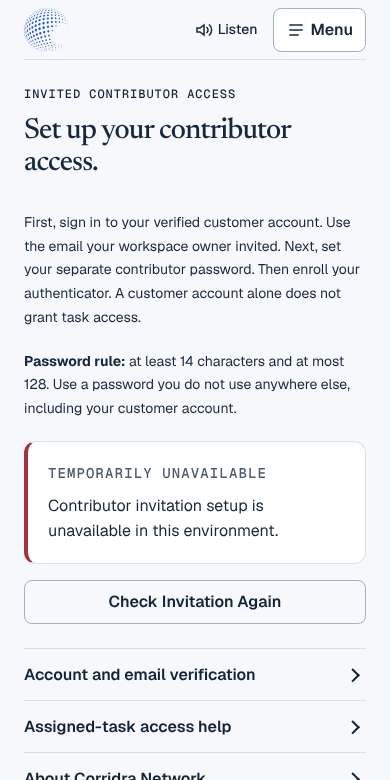 Listen
Menu
INVITED CONTRIBUTOR ACCESS
Set up your contributor
access.
First, sign in to your verified customer account. Use
the email your workspace owner invited. Next, set
your separate contributor password. Then enroll your
authenticator. A customer account alone does not
grant task access.
Password rule: at least 14 characters and at most
128. Use a password you do not use anywhere else,
including your customer account.
TEMPORARILY UNAVAILABLE
Contributor invitation setup is
unavailable in this environment.
Check Invitation Again
Account and email verification
Assigned-task access help
About Corridra Network